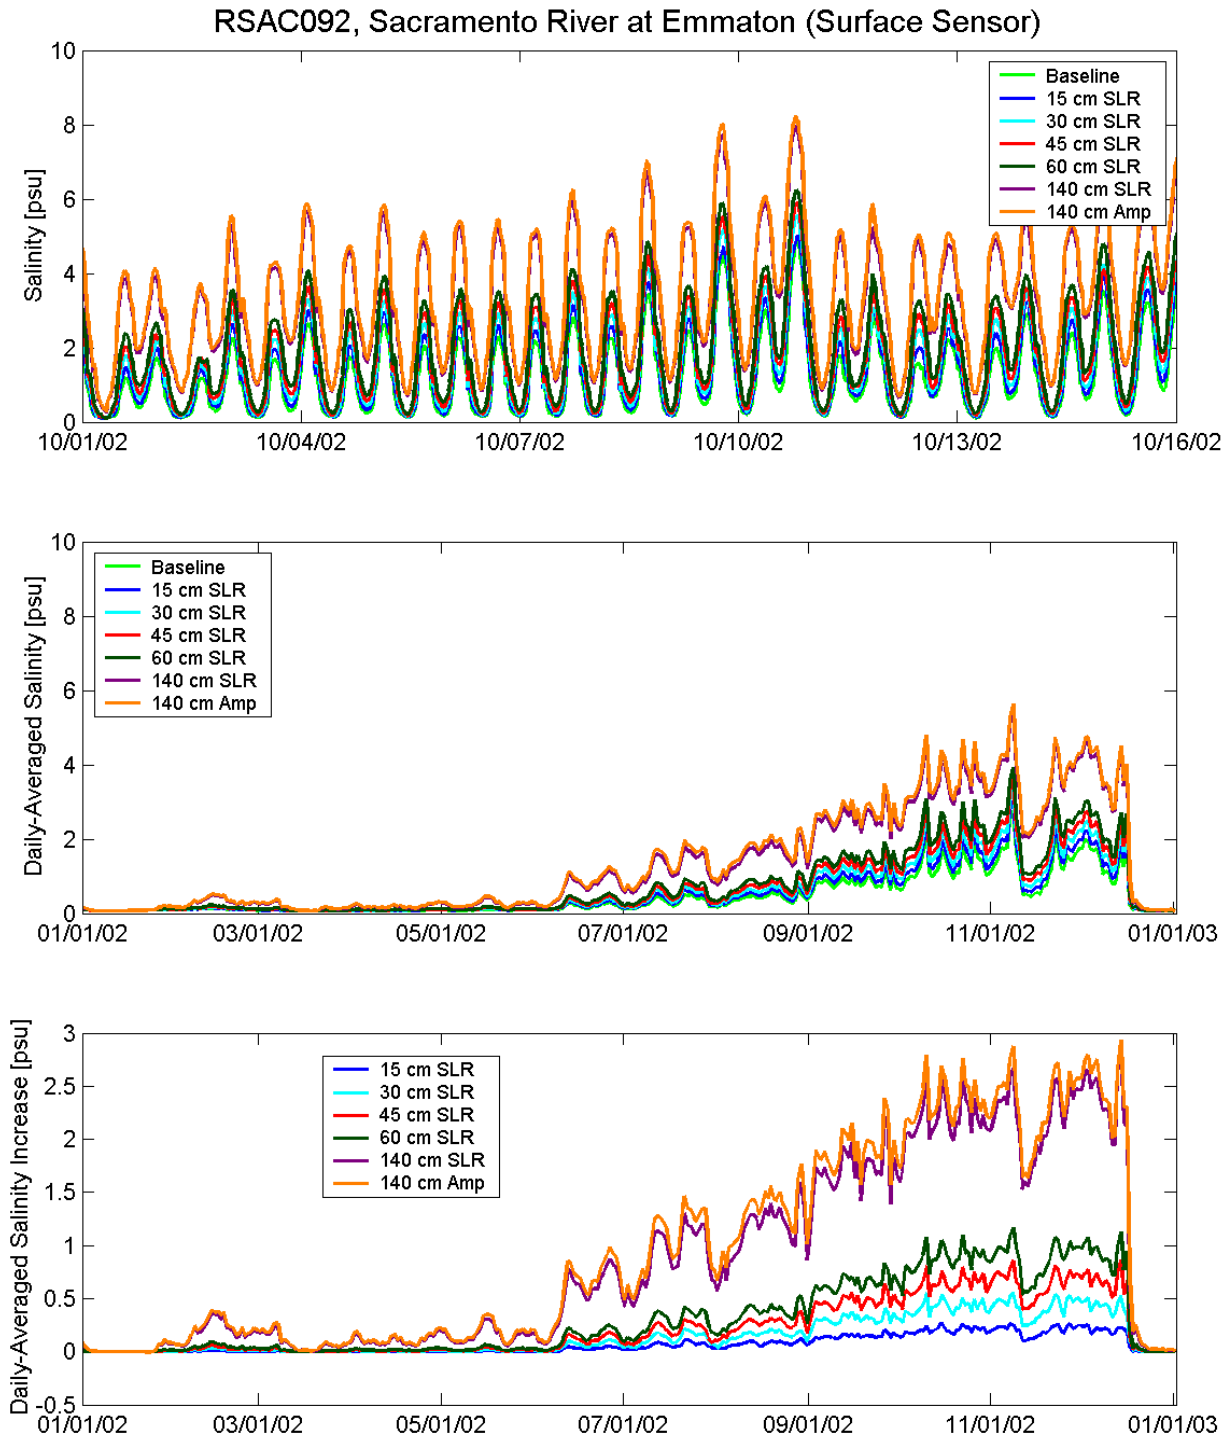 RSAC092, Sacramento River at Emmaton (Surface Sensor)
10
8
6
4
2
0
Salinity [psu]
Baseline
15 cm SLR
30 cm SLR
45 cm SLR
60 cm SLR
140 cm SLR
140 cm Amp
10/01/02 10/04/02 10/07/02 10/10/02 10/13/02 10/16/02
10
8
6
4
2
0
Daily-Averaged Salinity [psu]
Baseline
15 cm SLR
30 cm SLR
45 cm SLR
60 cm SLR
140 cm SLR
140 cm Amp
01/01/02 03/01/02 05/01/02 07/01/02 09/01/02 11/01/02 01/01/03
3
2.5
2
1.5
1
0.5
0
-0.5
Daily-Averaged Salinity Increase [psu]
15 cm SLR
30 cm SLR
45 cm SLR
60 cm SLR
140 cm SLR
140 cm Amp
01/01/02 03/01/02 05/01/02 07/01/02 09/01/02 11/01/02 01/01/03